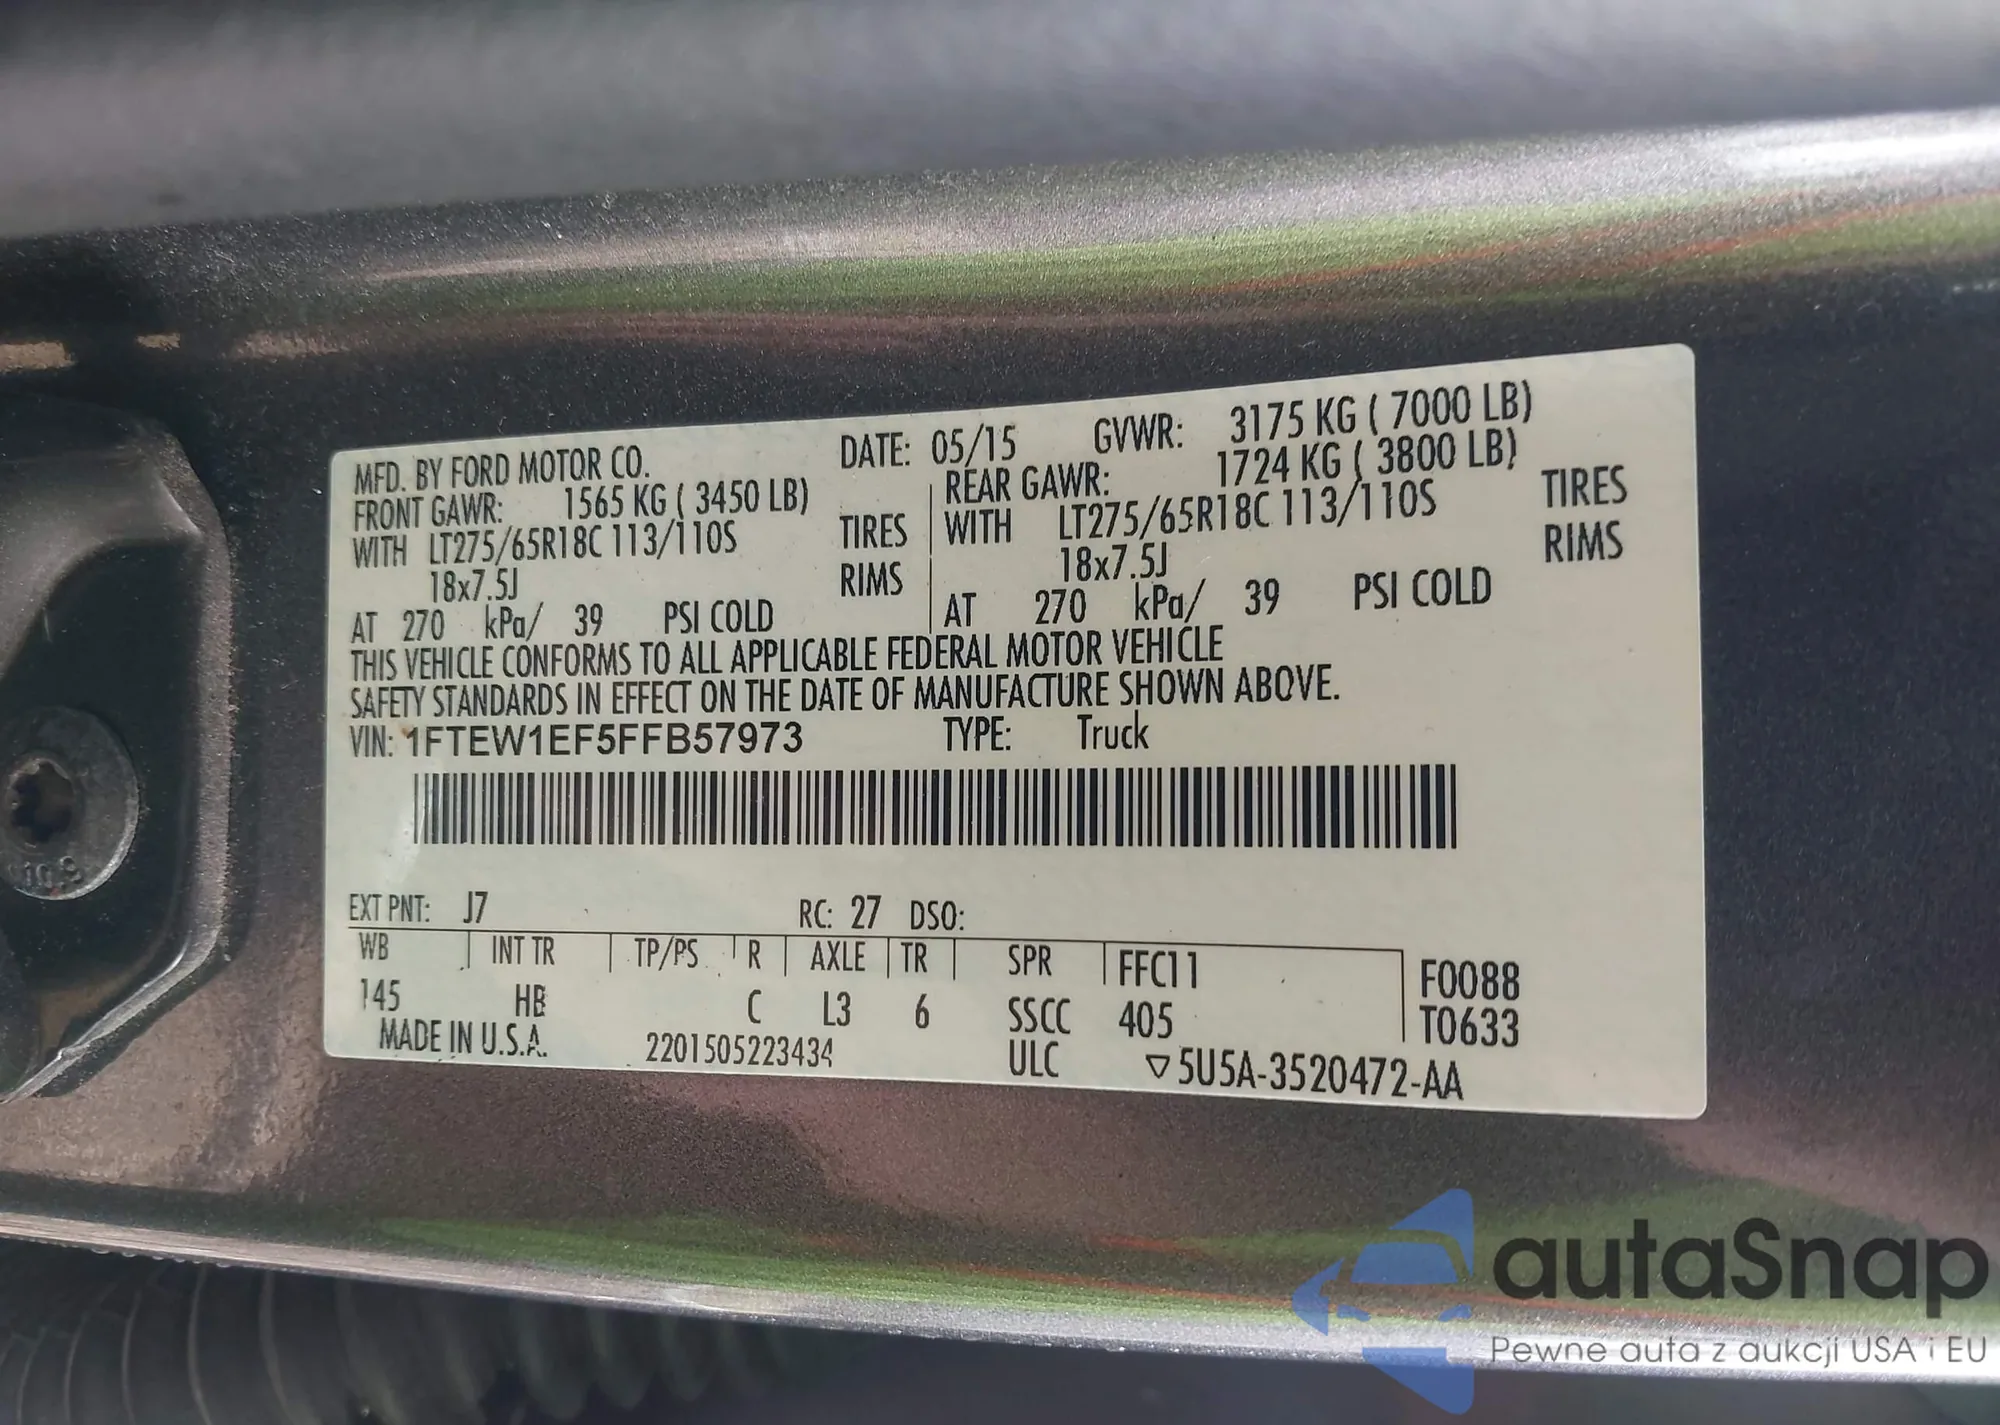 MFD. BY FORD MOTOR CO. DATE: 05/15 GVWR: 3175 KG ( 7000 LB)
FRONT GAWR: 1565 KG ( 3450 LB) REAR GAWR: 1724 KG ( 3800 LB)
WITH LT275/65R18C 113/110S TIRES WITH LT275/65R18C 113/110S TIRES
18x7.5J RIMS 18x7.5J RIMS
AT 270 kPa/ 39 PSI COLD AT 270 kPa/ 39 PSI COLD
THIS VEHICLE CONFORMS TO ALL APPLICABLE FEDERAL MOTOR VEHICLE
SAFETY STANDARDS IN EFFECT ON THE DATE OF MANUFACTURE SHOWN ABOVE.
VIN: 1FTEW1EF5FFB57973 TYPE: Truck
EXT PNT: J7 RC: 27 DSO:
WB INT TR TP/PS R AXLE TR SPR FFC11 F0088
145 HB C L3 6 SSCC 405 T0633
MADE IN U.S.A. 2201505223434 ULC ▽5U5A-3520472-AA
10.9
autaSnap
Pewne auta z aukcji USA i EU